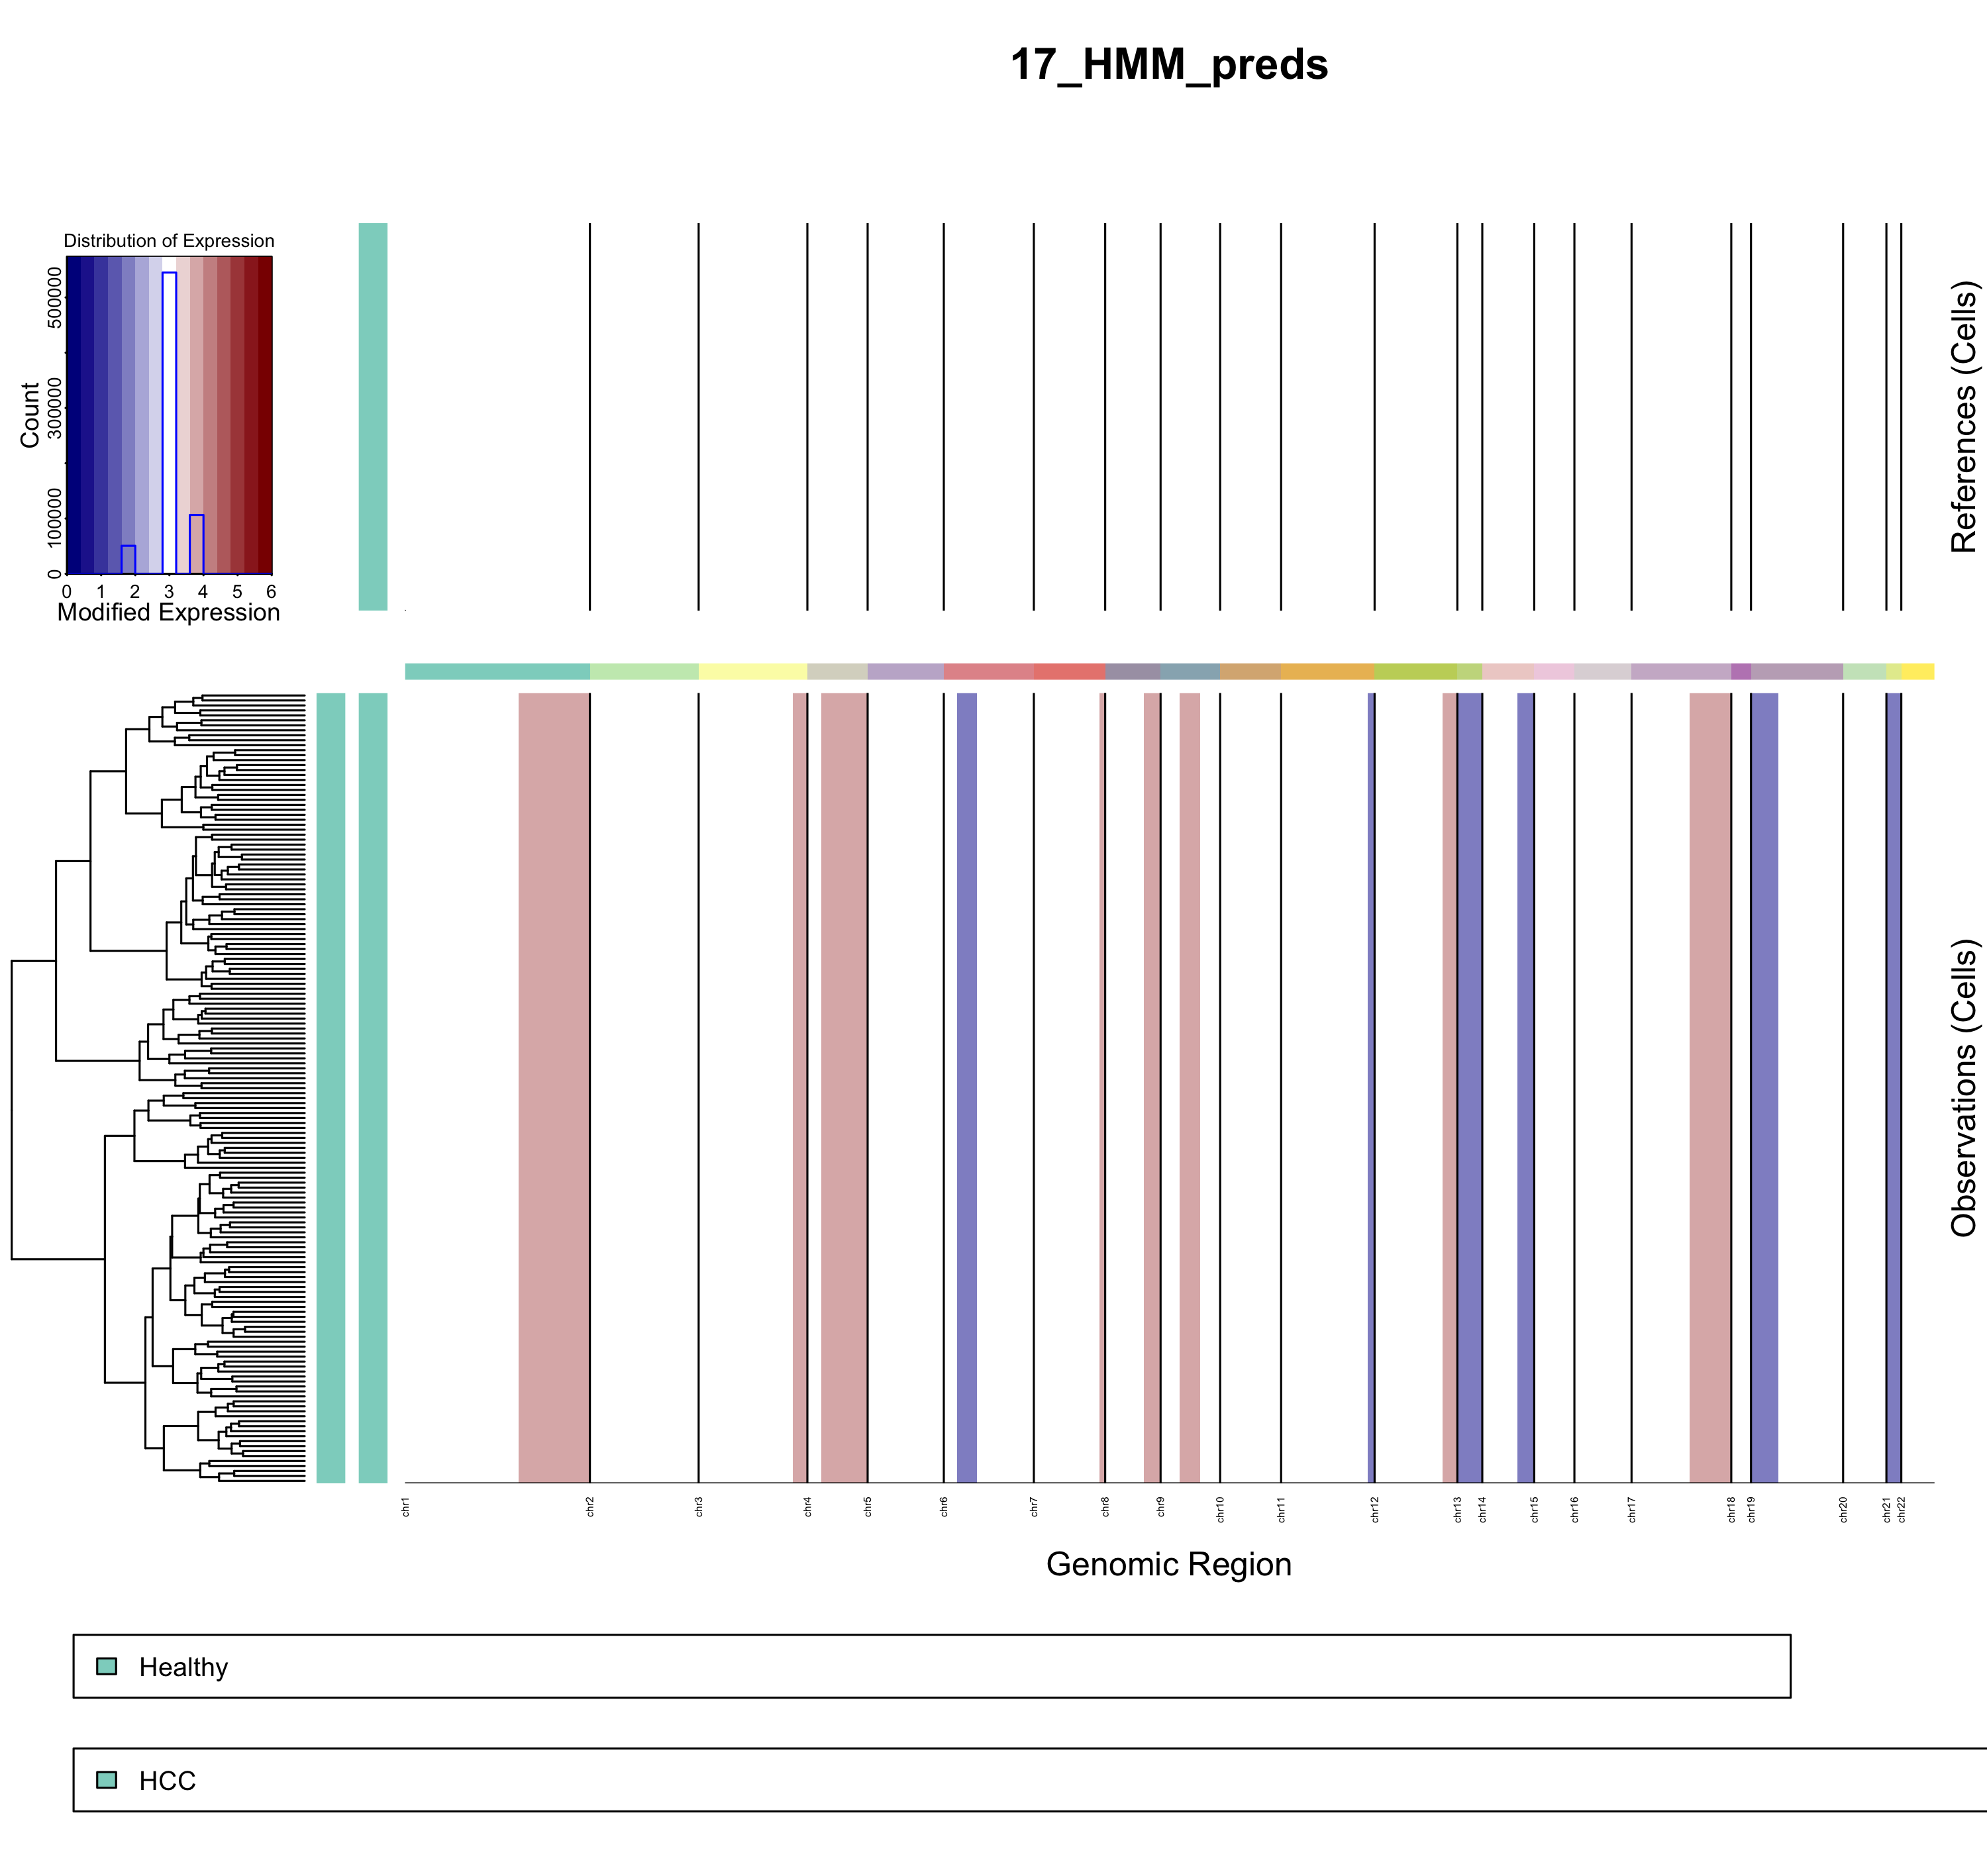 17_HMM_preds
Distribution of Expression
Count
0 100000 300000 500000
0 1 2 3 4 5 6
Modified Expression
References (Cells)
Observations (Cells)
chr1 chr2 chr3 chr4 chr5 chr6 chr7 chr8 chr9 chr10 chr11 chr12 chr13 chr14 chr15 chr16 chr17 chr18 chr19 chr20 chr21 chr22
Genomic Region
Healthy
HCC